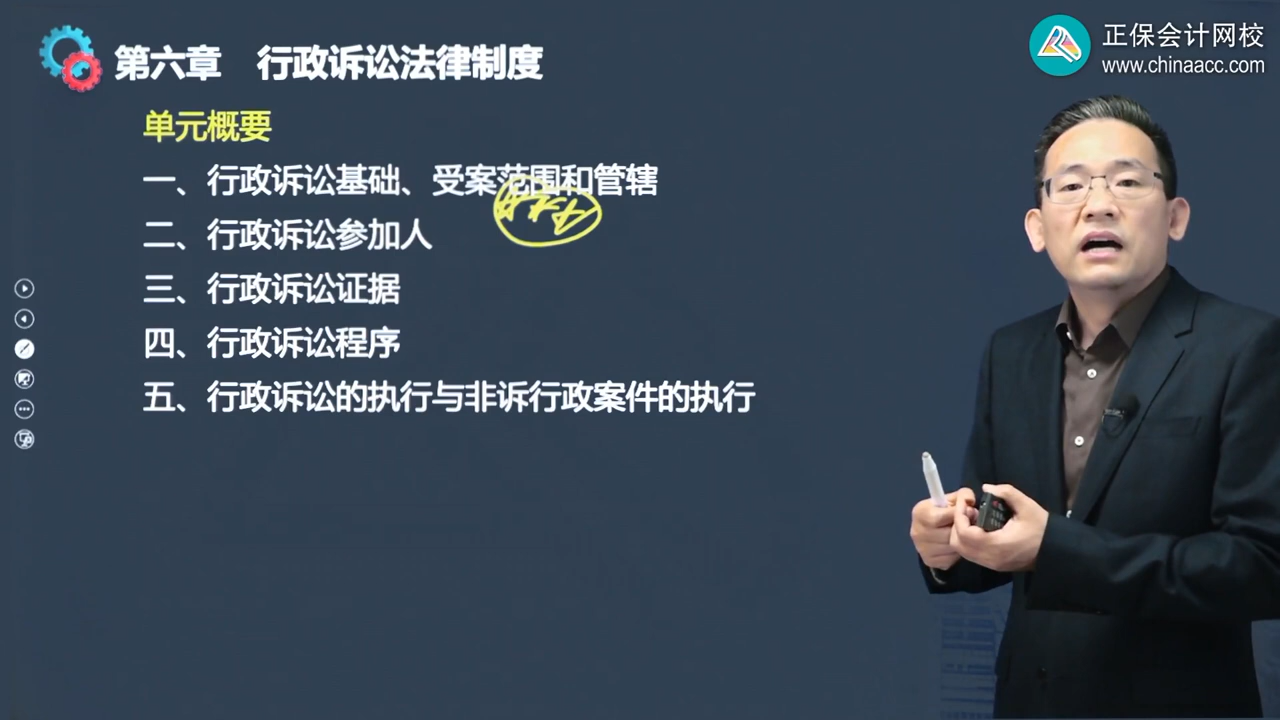 正保会计网校
www.chinaacc.com
第六章 行政诉讼法律制度
单元概要
一、行政诉讼基础、受案范围和管辖
二、行政诉讼参加人
三、行政诉讼证据
四、行政诉讼程序
五、行政诉讼的执行与非诉行政案件的执行